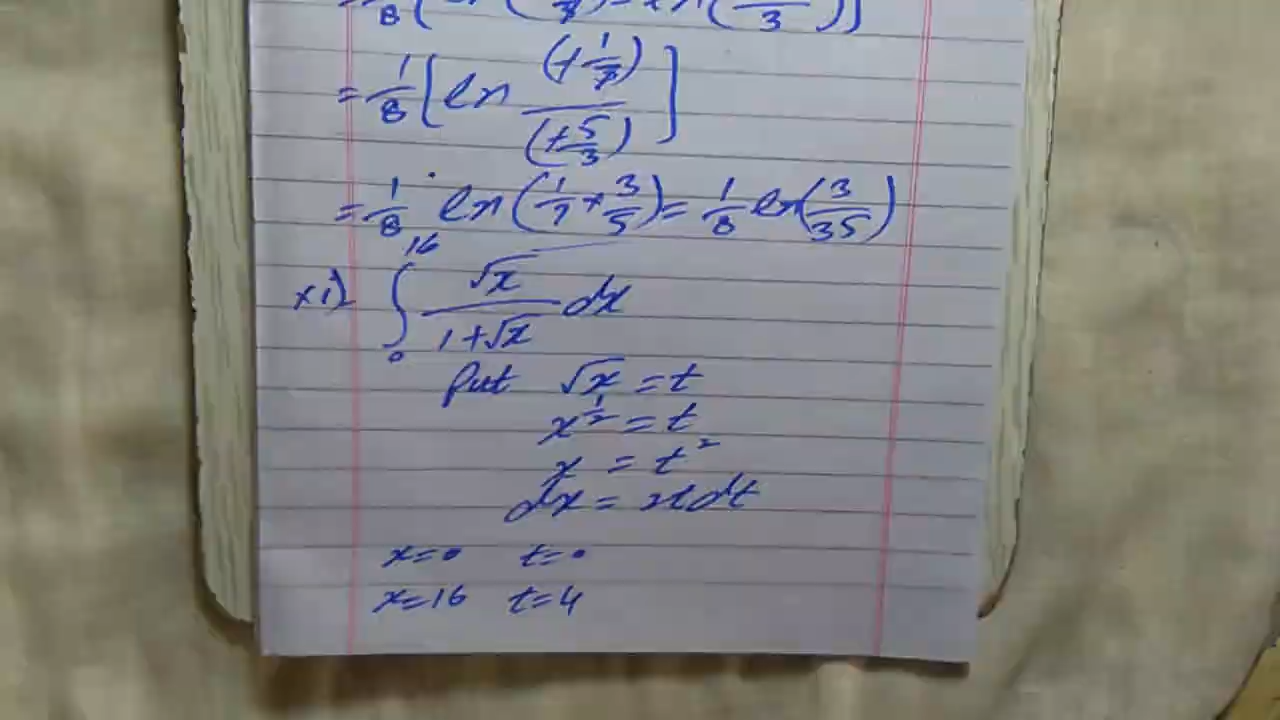 = 1/8 [ln (+1/7)/(+5/3)]
= 1/8 ln(1/7 × 3/5) = 1/8 ln(3/35)
xi) ∫₀¹⁶ √x/(1+√x) dx
Put √x = t
x^(1/2) = t
x = t²
dx = 2t dt
x=0 t=0
x=16 t=4